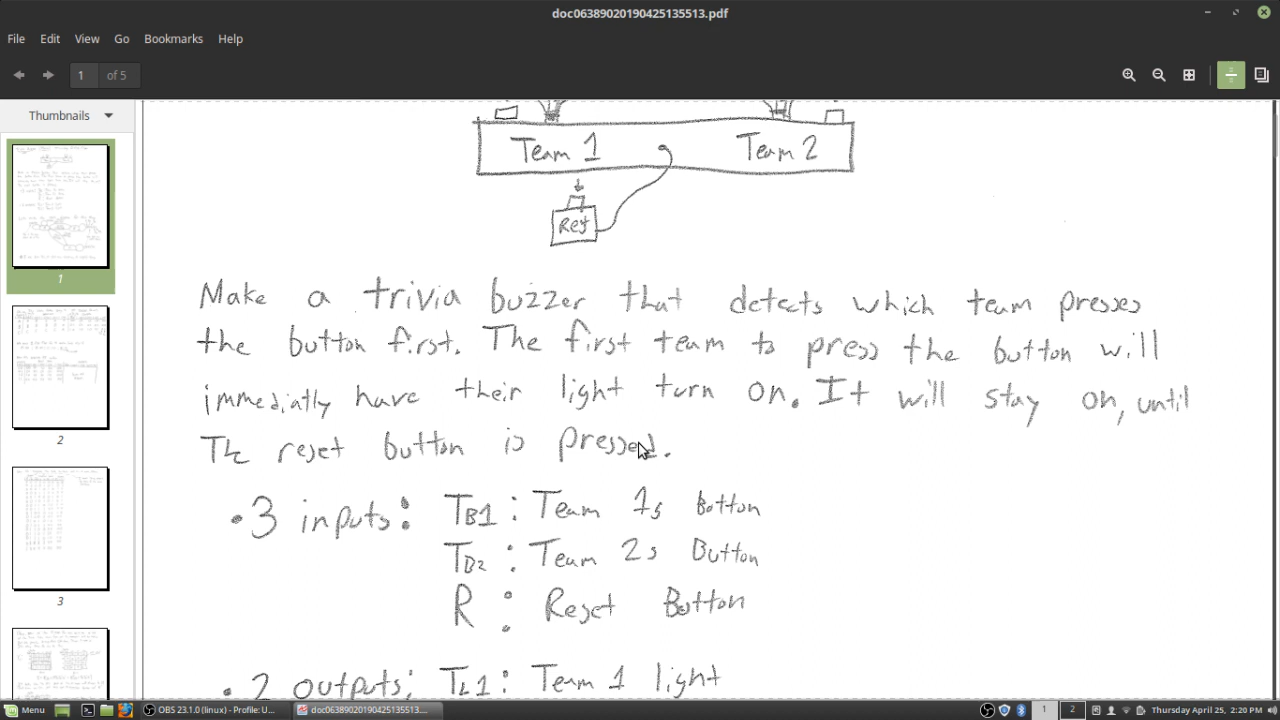 doc06389020190425135513.pdf
File Edit View Go Bookmarks Help
1 of 5
Thumbnails
1
2
3
Team 1 Team 2
Ref
Make a trivia buzzer that detects which team presses
the button first. The first team to press the button will
immediatly have their light turn on. It will stay on, until
The reset button is pressed.
• 3 inputs: TB1: Team 1s Botton
TB2: Team 2s Button
R: Reset Button
• 2 outputs: TL1: Team 1 light
Menu OBS 23.1.0 (linux) - Profile: U... doc06389020190425135513.... 1 2 Thursday April 25, 2:20 PM